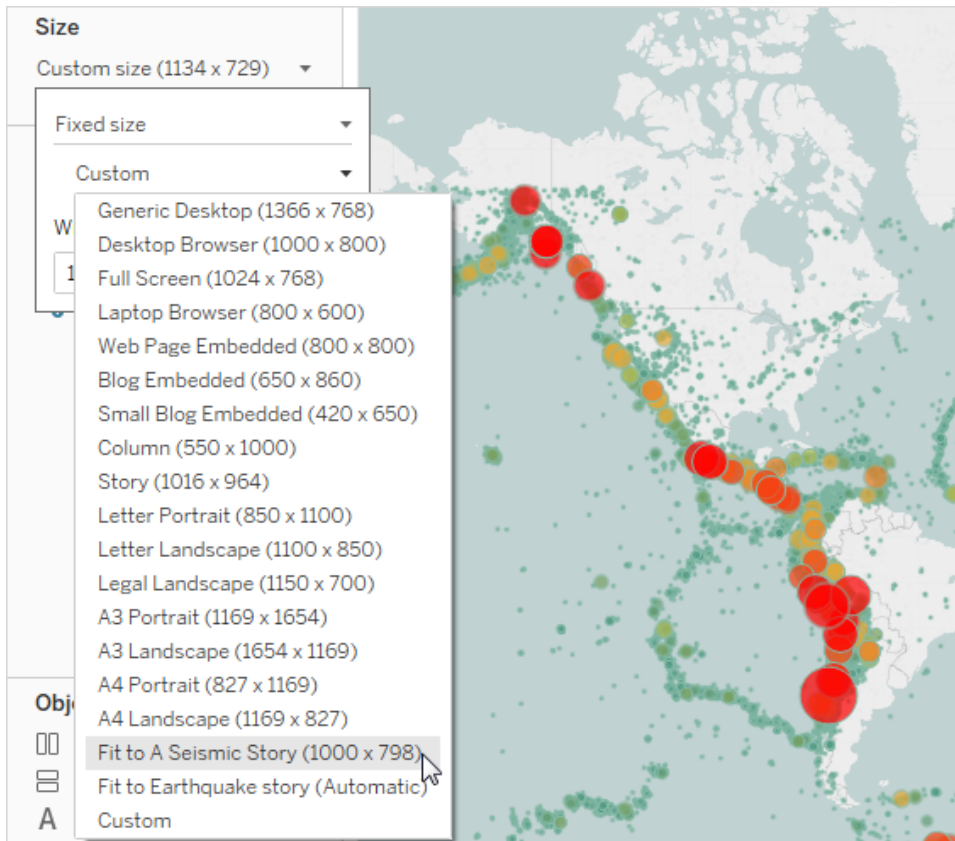 Size
Custom size (1134 x 729)
Fixed size
Custom
Generic Desktop (1366 x 768)
Desktop Browser (1000 x 800)
Full Screen (1024 x 768)
Laptop Browser (800 x 600)
Web Page Embedded (800 x 800)
Blog Embedded (650 x 860)
Small Blog Embedded (420 x 650)
Column (550 x 1000)
Story (1016 x 964)
Letter Portrait (850 x 1100)
Letter Landscape (1100 x 850)
Legal Landscape (1150 x 700)
A3 Portrait (1169 x 1654)
A3 Landscape (1654 x 1169)
A4 Portrait (827 x 1169)
A4 Landscape (1169 x 827)
Fit to A Seismic Story (1000 x 798)
Fit to Earthquake story (Automatic)
Custom
A